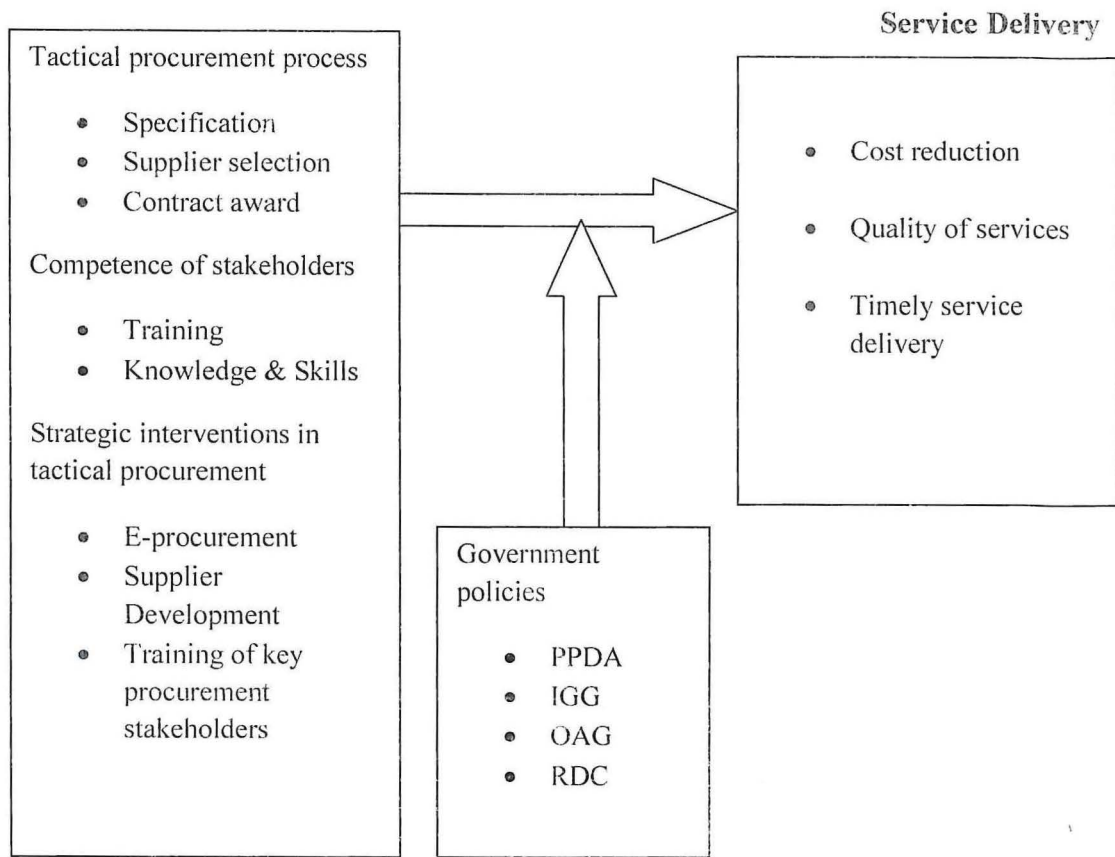 Service Delivery
Tactical procurement process
• Specification
• Supplier selection
• Contract award
Competence of stakeholders
• Training
• Knowledge & Skills
Strategic interventions in
tactical procurement
• E-procurement
• Supplier
Development
• Training of key
procurement
stakeholders
Government
policies
• PPDA
• IGG
• OAG
• RDC
• Cost reduction
• Quality of services
• Timely service
delivery